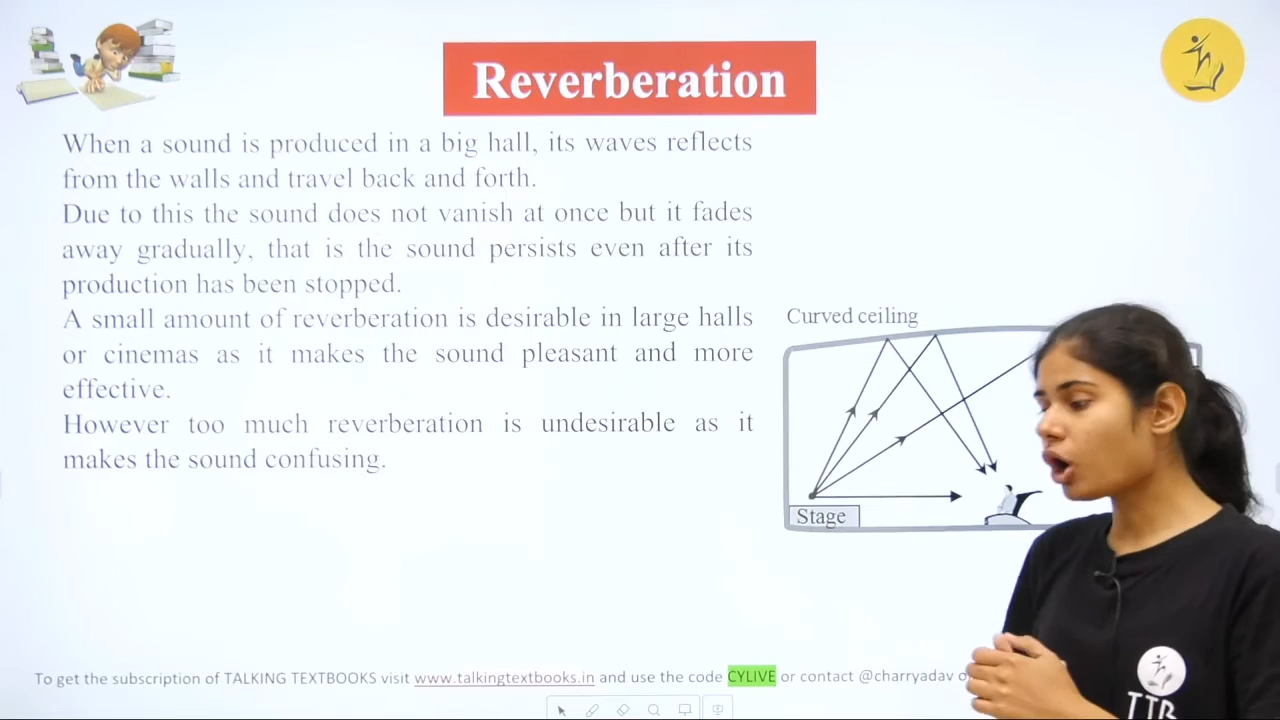 Reverberation
When a sound is produced in a big hall, its waves reflects
from the walls and travel back and forth.
Due to this the sound does not vanish at once but it fades
away gradually, that is the sound persists even after its
production has been stopped.
A small amount of reverberation is desirable in large halls
or cinemas as it makes the sound pleasant and more
effective.
However too much reverberation is undesirable as it
makes the sound confusing.
Curved ceiling
Stage
To get the subscription of TALKING TEXTBOOKS visit www.talkingtextbooks.in and use the code CYLIVE or contact @charryadav
TTB